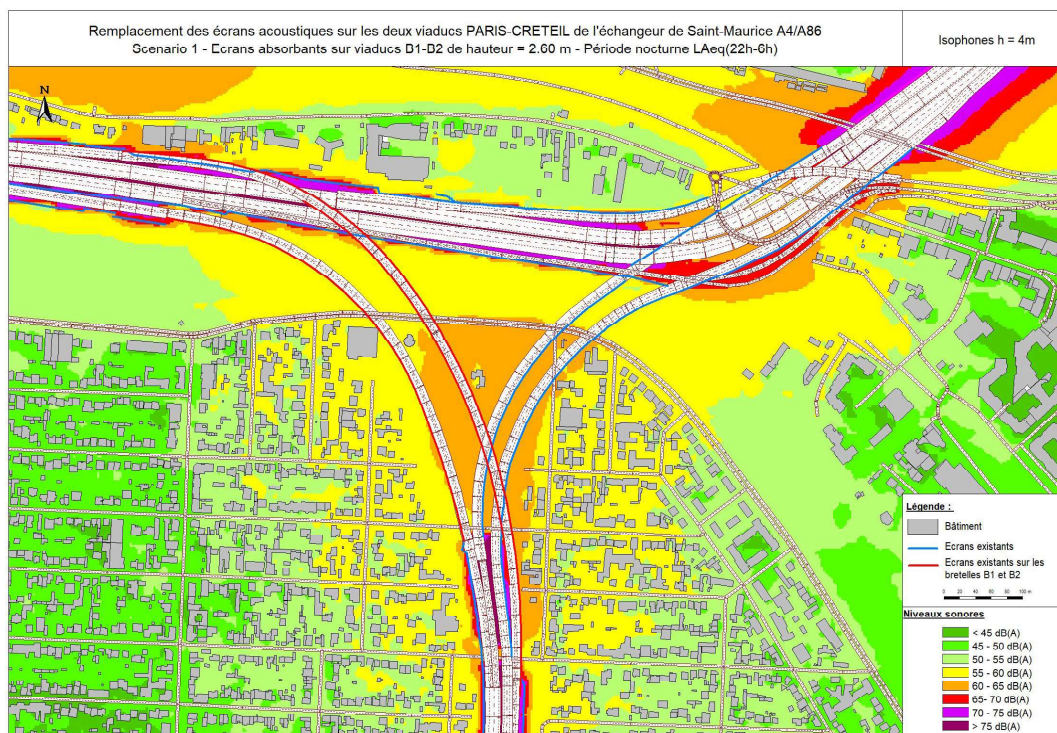 Remplacement des écrans acoustiques sur les deux viaducs PARIS-CRETEIL de l'échangeur de Saint-Maurice A4/A86
Scenario 1 - Ecrans absorbants sur viaducs B1-B2 de hauteur = 2.60 m - Période nocturne LAeq(22h-6h)
Isophones h = 4m
N
Légende :
Bâtiment
Ecrans existants
Ecrans existants sur les
bretelles B1 et B2
0 20 40 60 80 100 m
Niveaux sonores
< 45 dB(A)
45 - 50 dB(A)
50 - 55 dB(A)
55 - 60 dB(A)
60 - 65 dB(A)
65- 70 dB(A)
70 - 75 dB(A)
> 75 dB(A)